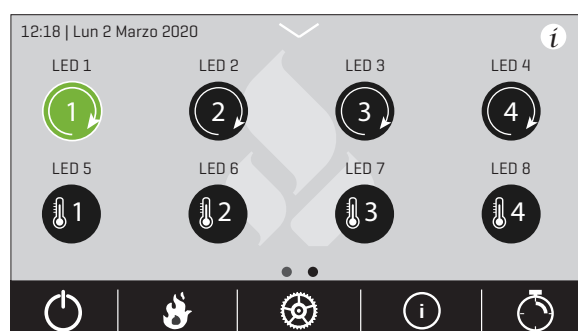 12:18 | Lun 2 Marzo 2020
i
LED 1 LED 2 LED 3 LED 4
1 2 3 4
LED 5 LED 6 LED 7 LED 8
1 2 3 4
i